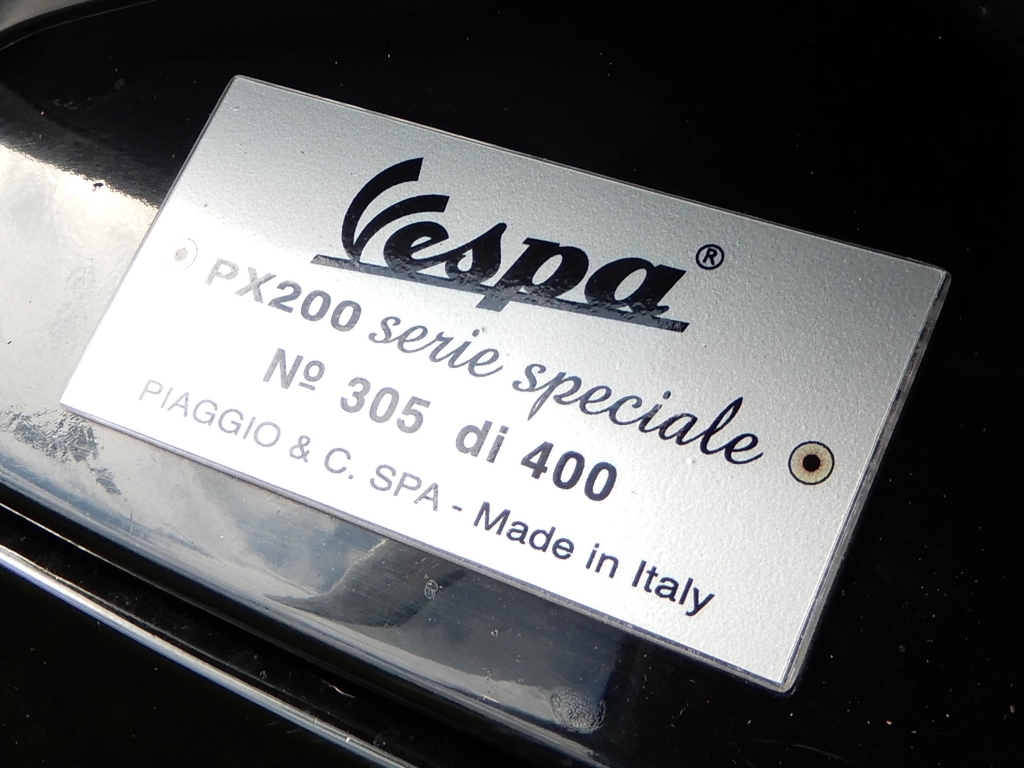 Vespa®
PX200 serie speciale
Nº 305 di 400
PIAGGIO & C. SPA - Made in Italy